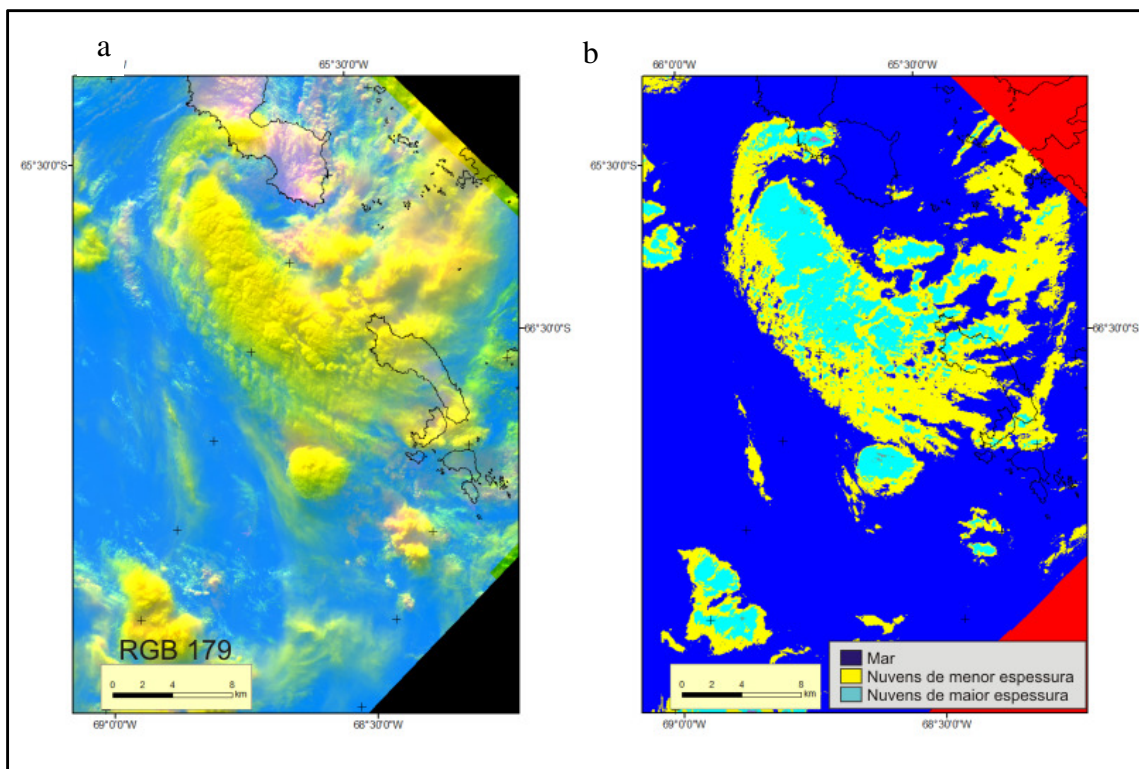 a
b
65°30'0"W
66°0'0"W
65°30'0"W
65°30'0"S
65°30'0"S
66°30'0"S
66°30'0"S
RGB 179
0 2 4 8
km
0 2 4 8
km
Mar
Nuvens de menor espessura
Nuvens de maior espessura
69°0'0"W
68°30'0"W
69°0'0"W
68°30'0"W